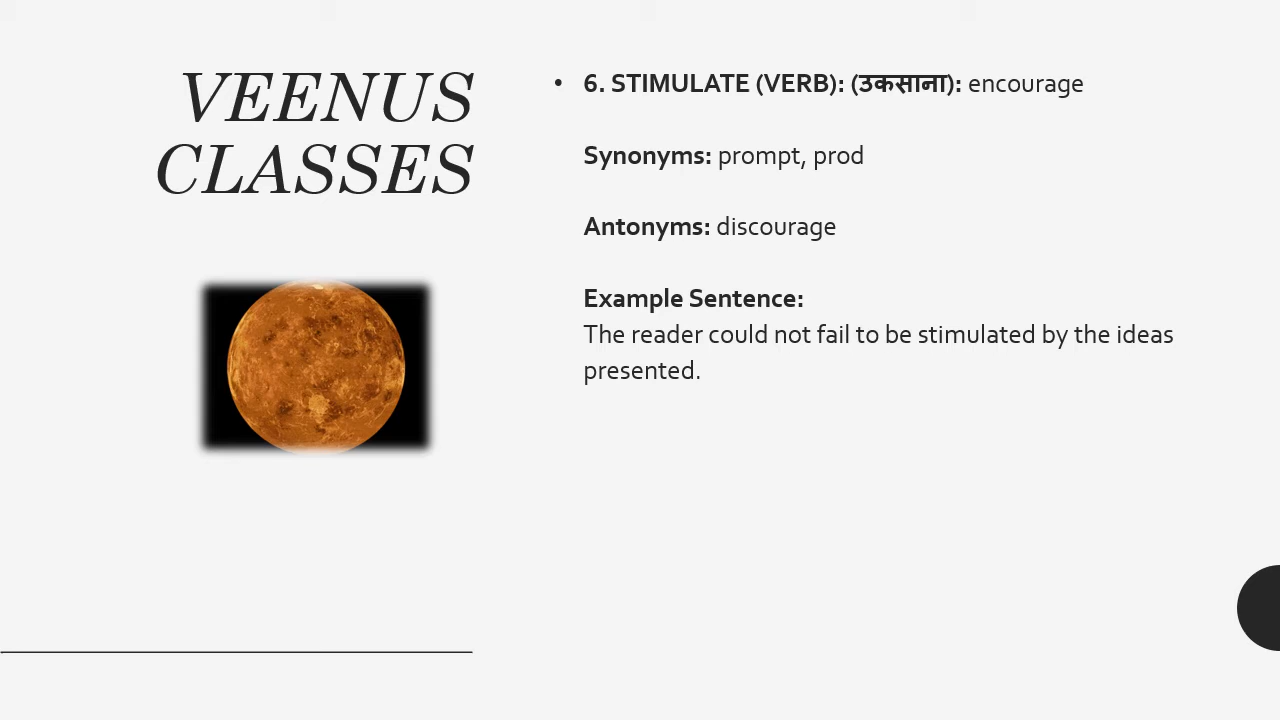 VEENUS
CLASSES
• 6. STIMULATE (VERB): (उकसाना): encourage
Synonyms: prompt, prod
Antonyms: discourage
Example Sentence:
The reader could not fail to be stimulated by the ideas
presented.